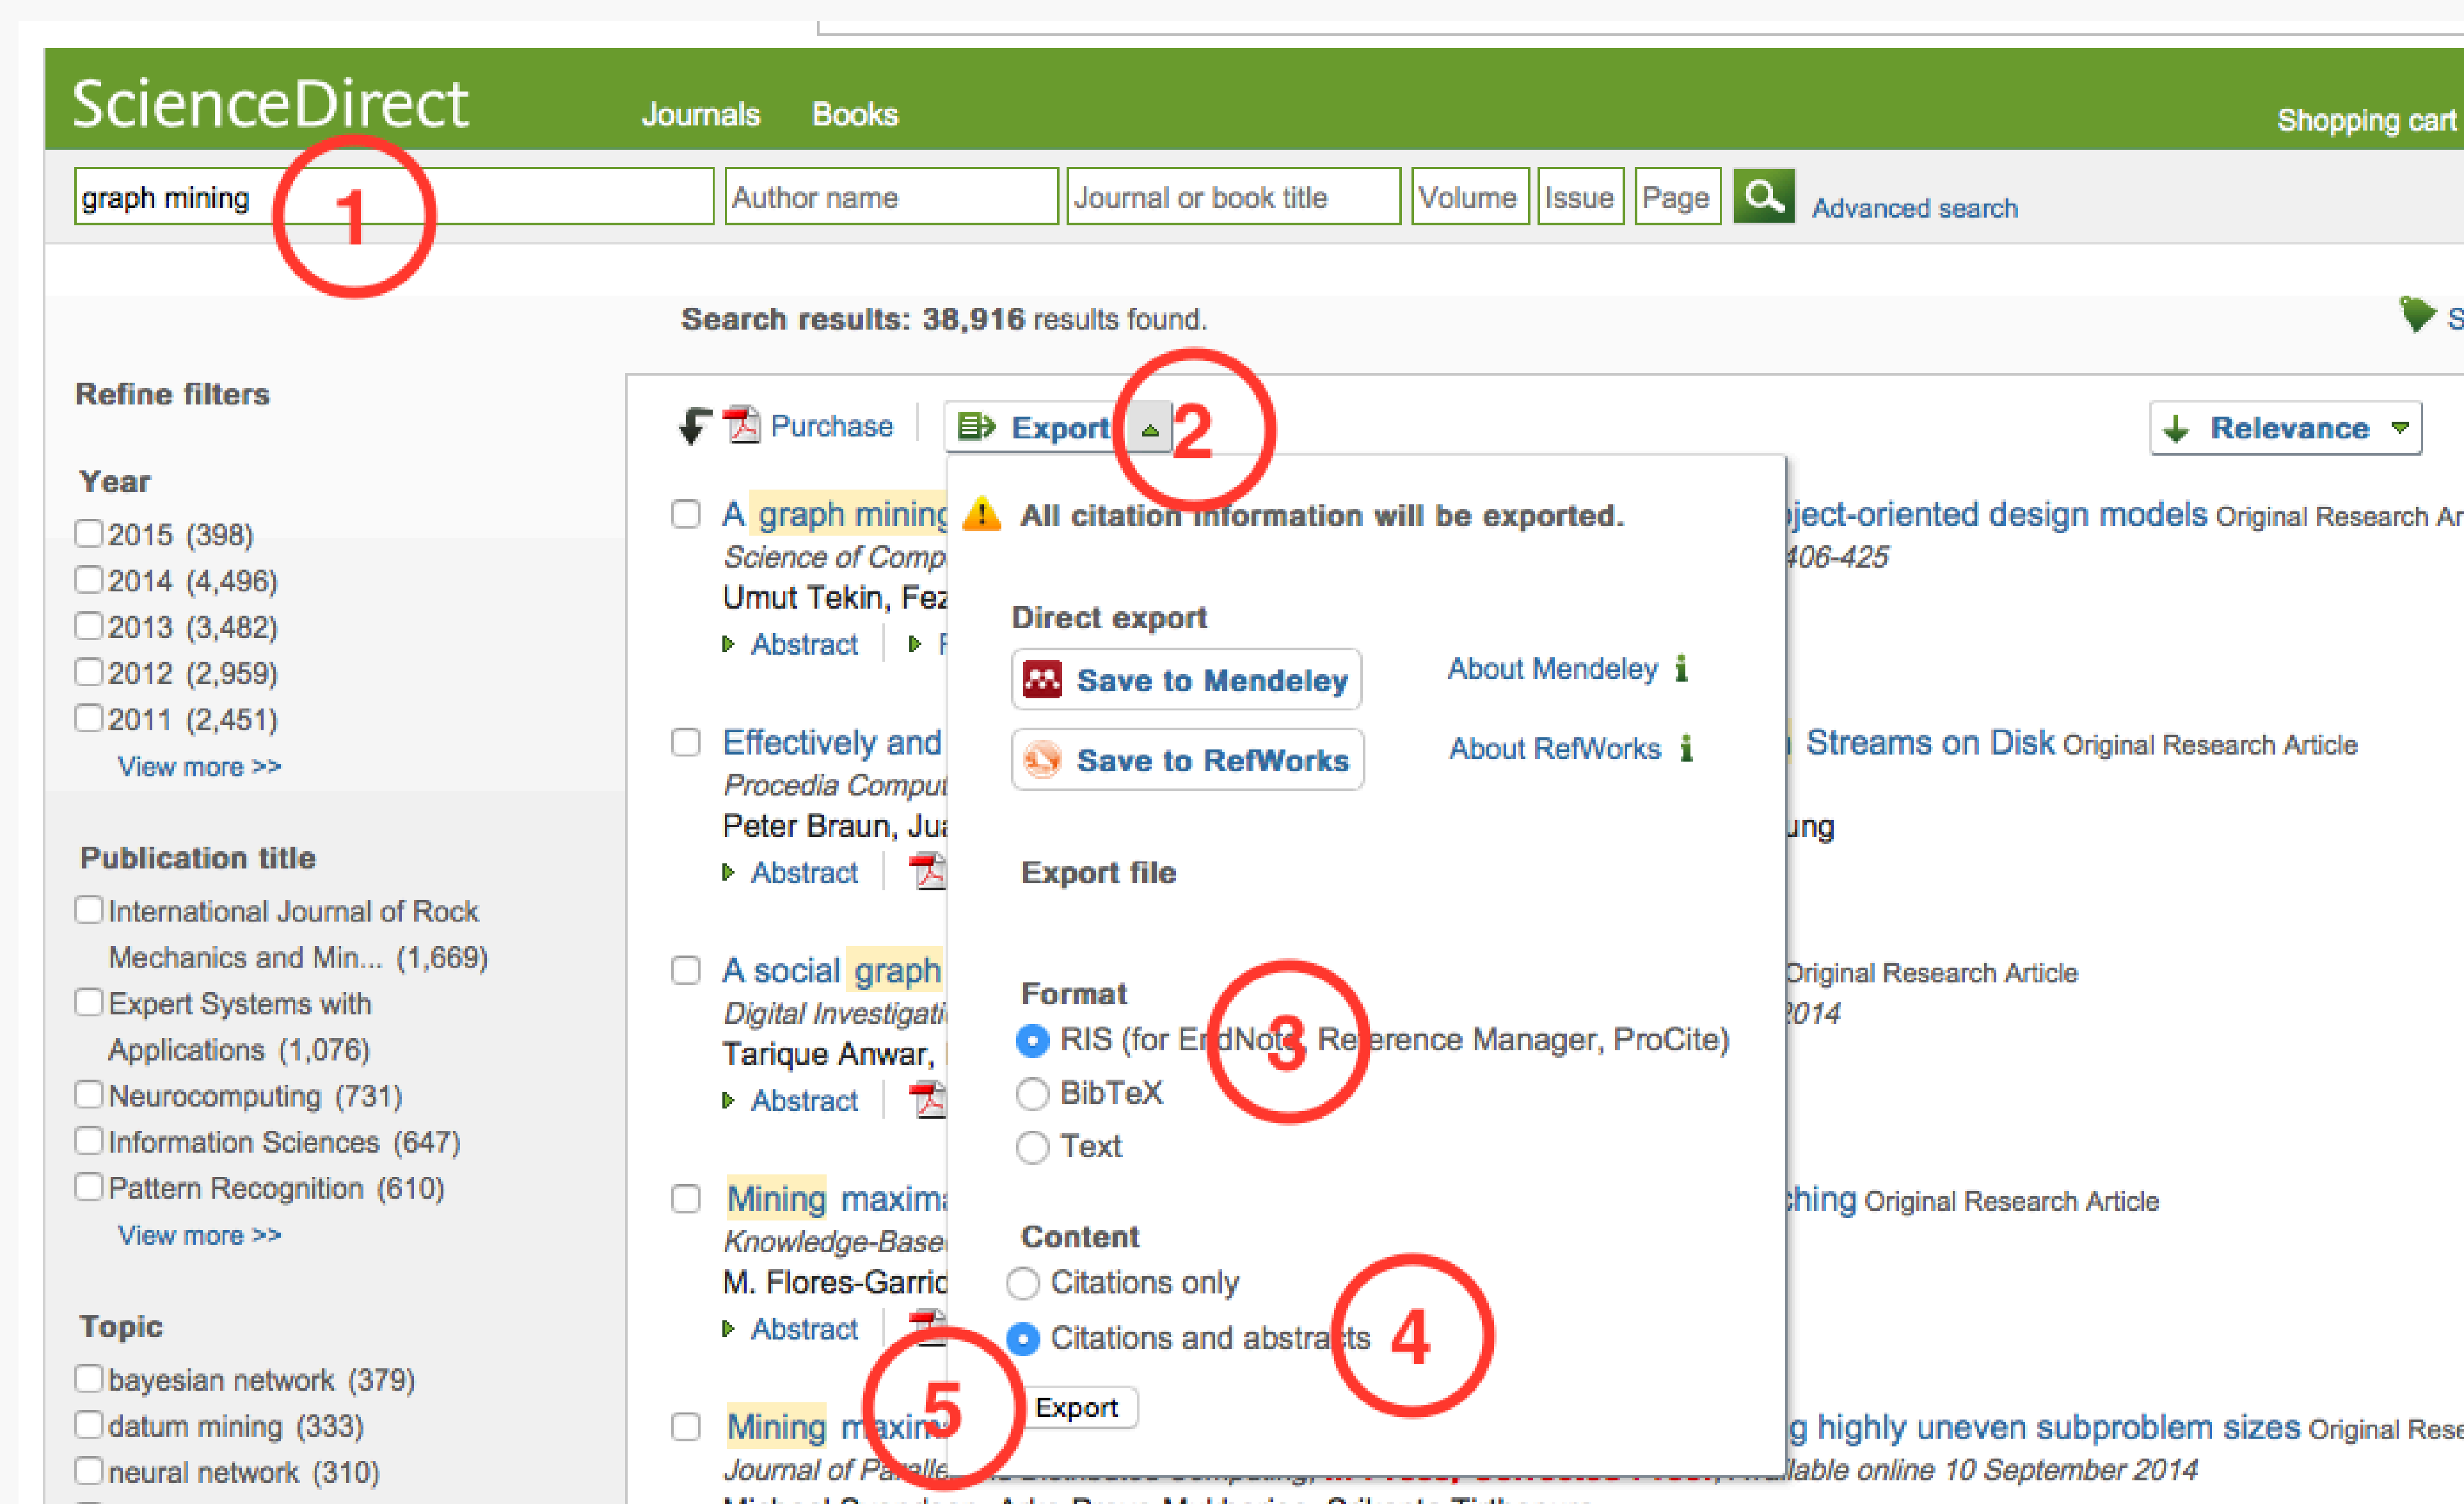 ScienceDirect
Journals Books
Shopping cart
graph mining
1
Author name
Journal or book title
Volume
Issue
Page
Advanced search
Search results: 38,916 results found.
S
Refine filters
Year
2015 (398)
2014 (4,496)
2013 (3,482)
2012 (2,959)
2011 (2,451)
View more >>
Publication title
International Journal of Rock
Mechanics and Min... (1,669)
Expert Systems with
Applications (1,076)
Neurocomputing (731)
Information Sciences (647)
Pattern Recognition (610)
View more >>
Topic
bayesian network (379)
datum mining (333)
neural network (310)
Purchase
Export
2
Relevance
A graph mining
ject-oriented design models Original Research Ar
Science of Comp
406-425
Umut Tekin, Fez
Abstract
Effectively and
Streams on Disk Original Research Article
Procedia Comput
Peter Braun, Jua
ung
Abstract
A social graph
Original Research Article
Digital Investigati
2014
Tarique Anwar,
Abstract
Mining maxima
ching Original Research Article
Knowledge-Base
M. Flores-Garrid
Abstract
Mining maxim
g highly uneven subproblem sizes Original Rese
Journal of Paralle
Available online 10 September 2014
All citation information will be exported.
Direct export
Save to Mendeley
About Mendeley
Save to RefWorks
About RefWorks
Export file
Format
RIS (for EndNote, Reference Manager, ProCite)
3
BibTeX
Text
Content
Citations only
Citations and abstracts
4
5
Export